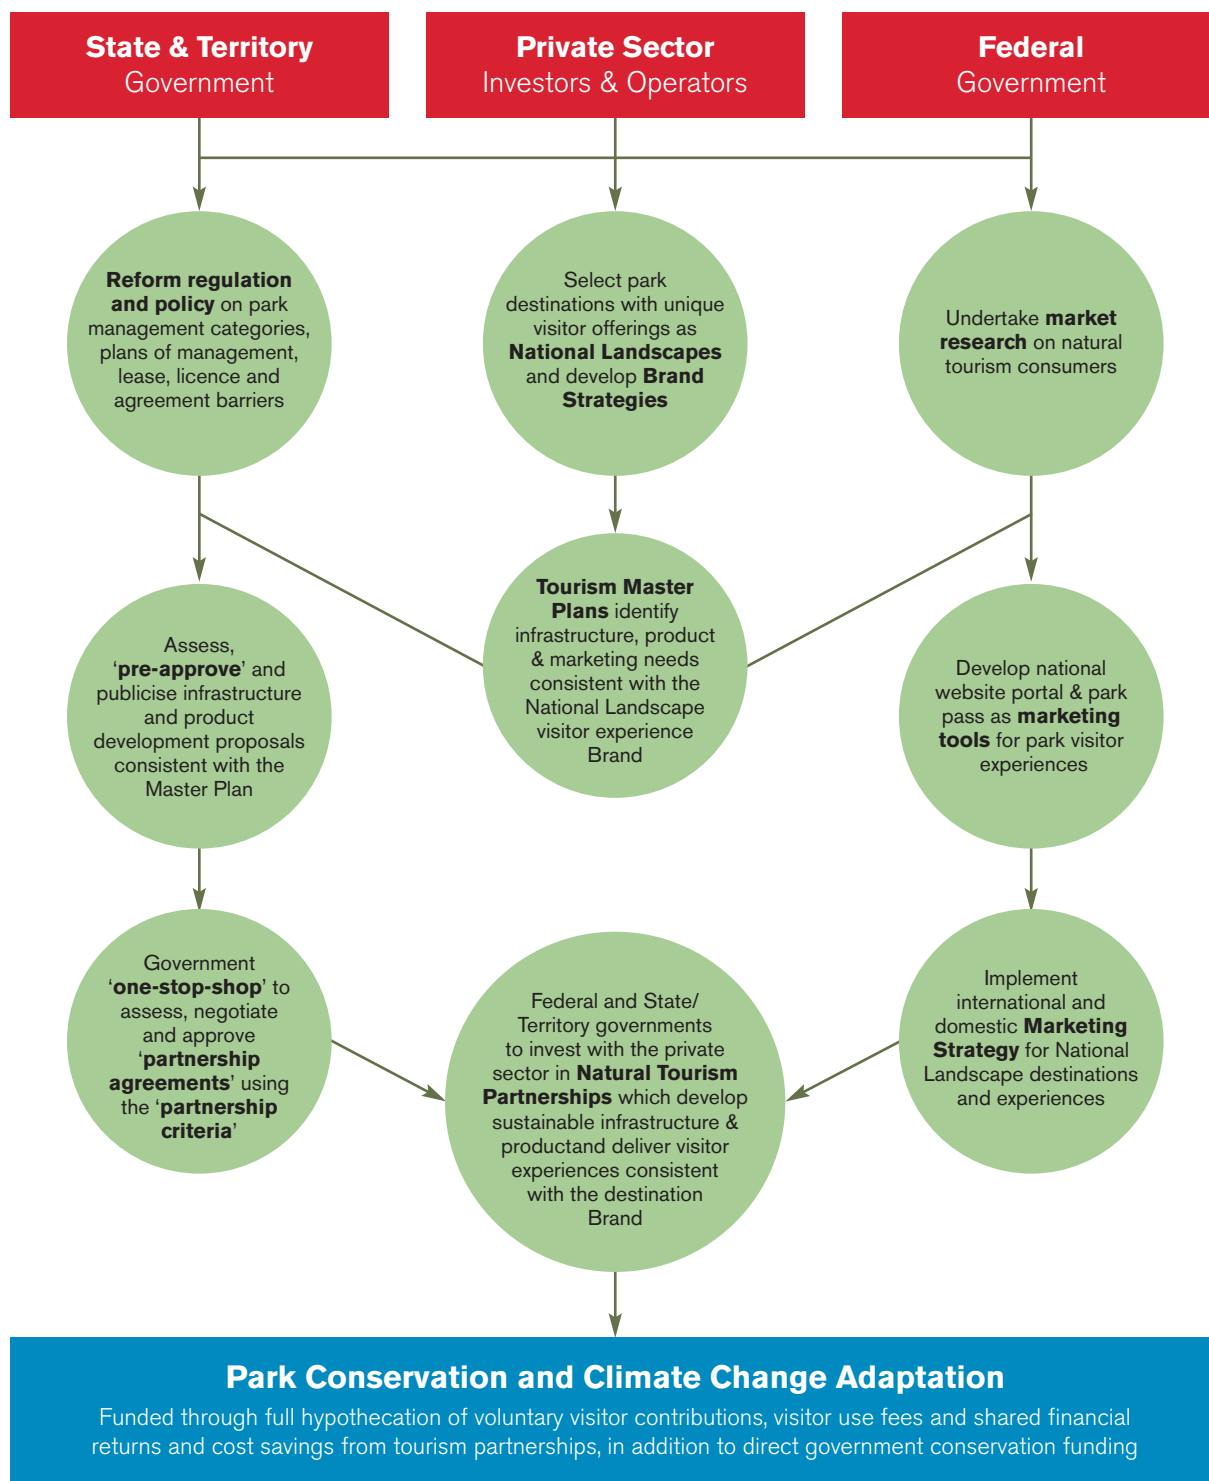 State & Territory
Government
Private Sector
Investors & Operators
Federal
Government
Reform regulation
and policy on park
management categories,
plans of management,
lease, licence and
agreement barriers
Select park
destinations with unique
visitor offerings as
National Landscapes
and develop Brand
Strategies
Undertake market
research on natural
tourism consumers
Tourism Master
Plans identify
infrastructure, product
& marketing needs
consistent with the
National Landscape
visitor experience
Brand
Assess,
‘pre-approve’ and
publicise infrastructure
and product
development proposals
consistent with the
Master Plan
Develop national
website portal & park
pass as marketing
tools for park visitor
experiences
Government
‘one-stop-shop’ to
assess, negotiate
and approve
‘partnership
agreements’ using
the ‘partnership
criteria’
Federal and State/
Territory governments
to invest with the private
sector in Natural Tourism
Partnerships which develop
sustainable infrastructure &
productand deliver visitor
experiences consistent
with the destination
Brand
Implement
international and
domestic Marketing
Strategy for National
Landscape destinations
and experiences
Park Conservation and Climate Change Adaptation
Funded through full hypothecation of voluntary visitor contributions, visitor use fees and shared financial
returns and cost savings from tourism partnerships, in addition to direct government conservation funding